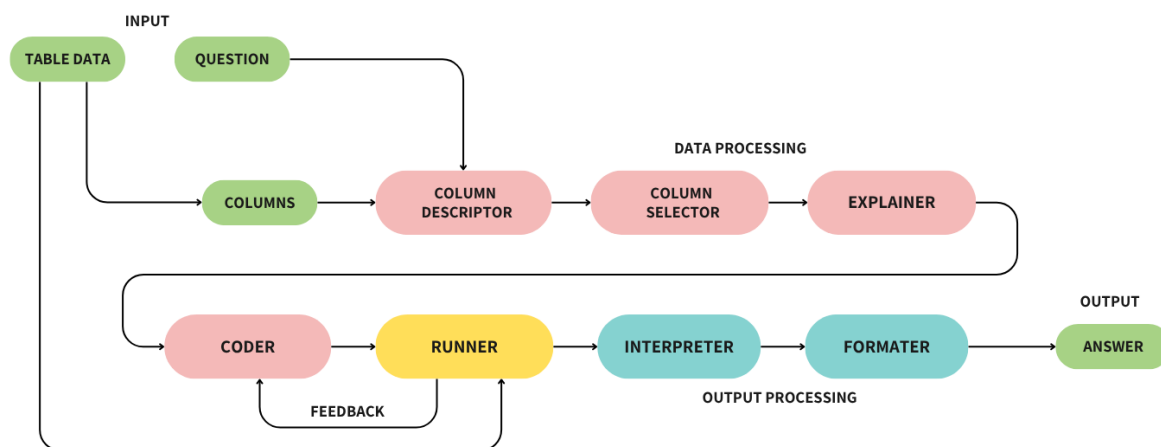 INPUT
TABLE DATA
QUESTION
DATA PROCESSING
COLUMNS
COLUMN
DESCRIPTOR
COLUMN
SELECTOR
EXPLAINER
OUTPUT
CODER
RUNNER
INTERPRETER
FORMATER
ANSWER
FEEDBACK
OUTPUT PROCESSING